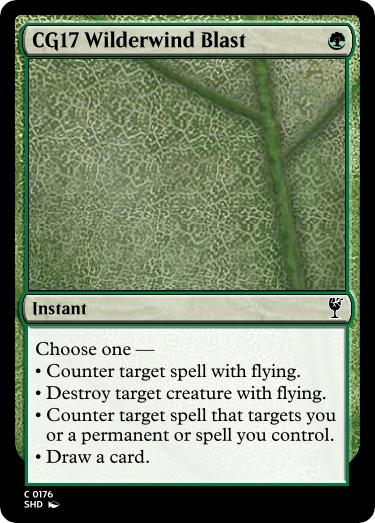 CG17 Wilderwind Blast
Instant
Choose one —
• Counter target spell with flying.
• Destroy target creature with flying.
• Counter target spell that targets you
or a permanent or spell you control.
• Draw a card.
C 0176
SHD